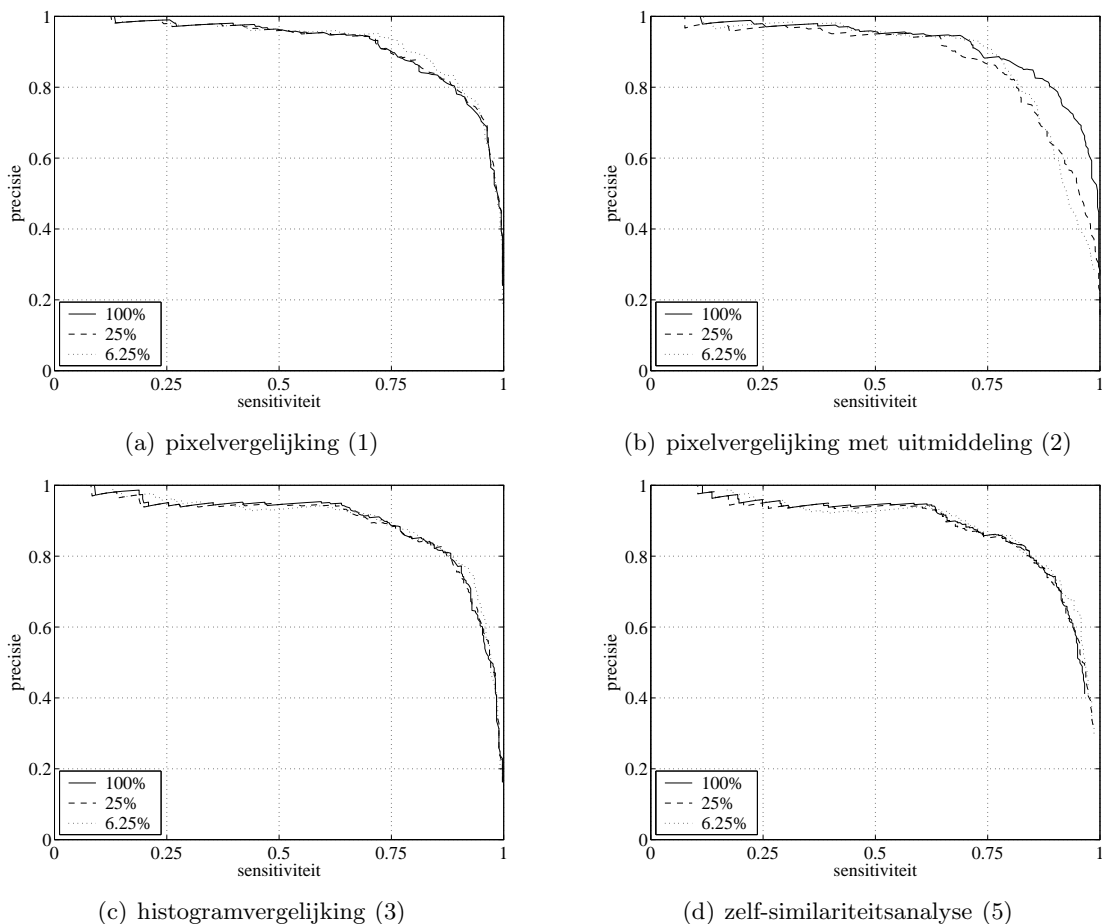 1
0.8
0.6
0.4
0.2
0
precisie
100%
25%
6.25%
0 0.25 0.5 0.75 1
sensitiviteit
(a) pixelvergelijking (1)
1
0.8
0.6
0.4
0.2
0
precisie
100%
25%
6.25%
0 0.25 0.5 0.75 1
sensitiviteit
(b) pixelvergelijking met uitmiddeling (2)
1
0.8
0.6
0.4
0.2
0
precisie
100%
25%
6.25%
0 0.25 0.5 0.75 1
sensitiviteit
(c) histogramvergelijking (3)
1
0.8
0.6
0.4
0.2
0
precisie
100%
25%
6.25%
0 0.25 0.5 0.75 1
sensitiviteit
(d) zelf-similariteitsanalyse (5)